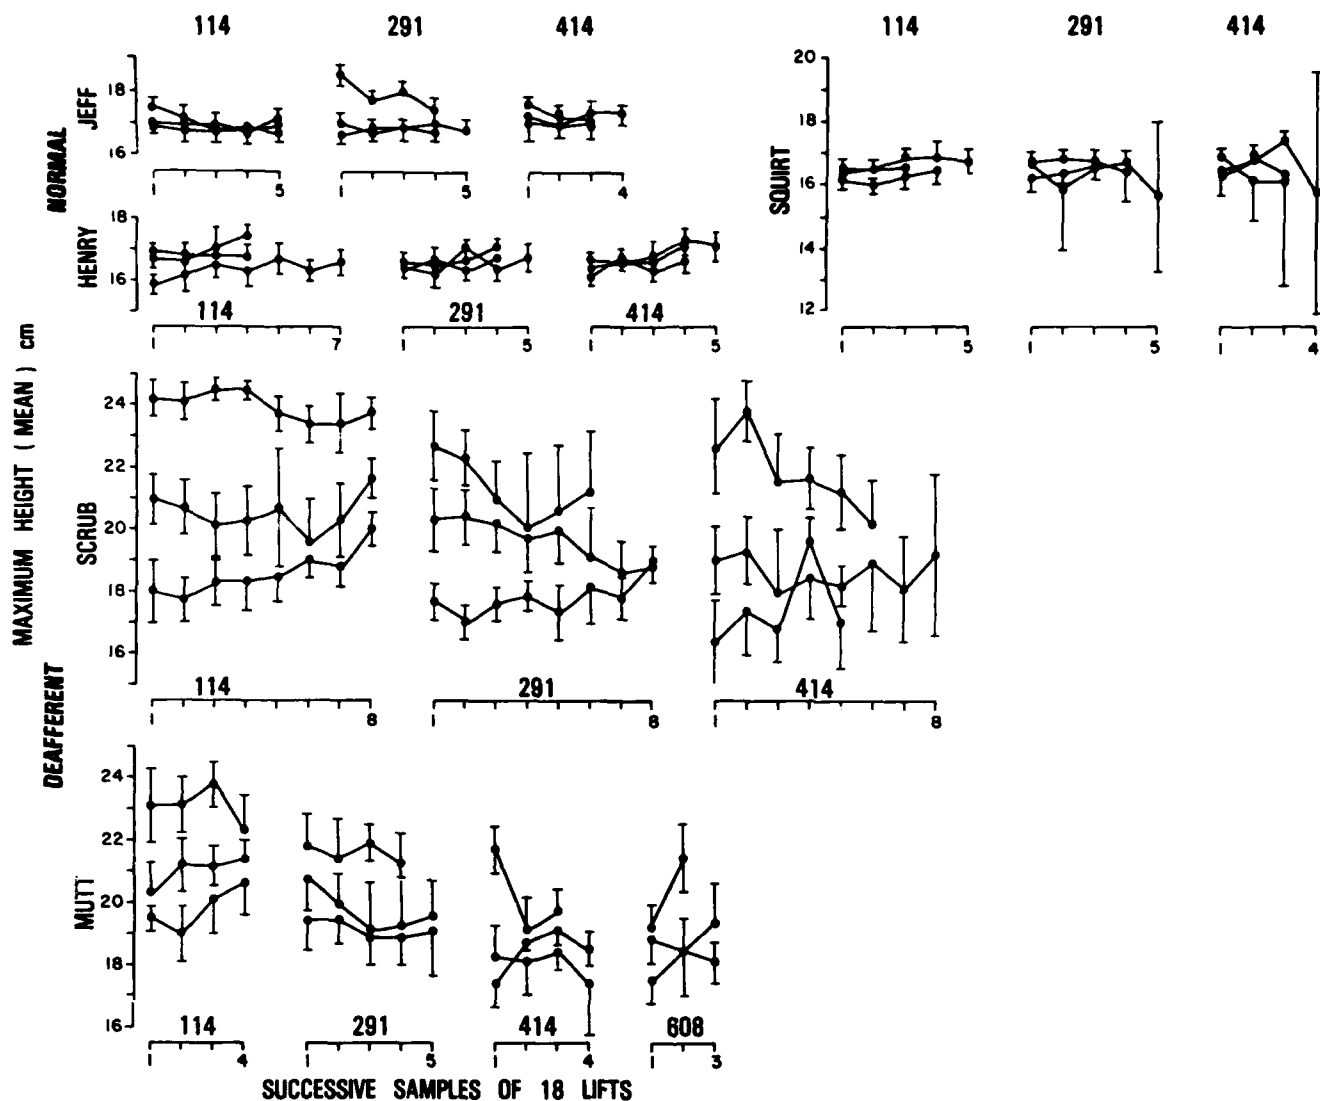 114 291 414
114 291 414
NORMAL
JEFF
18
16
1 5 1 5 1 4
SQUIRT
20
18
16
14
12
1 5 1 5 1 4
HENRY
18
16
114 291 414
1 7 1 5 1 5
MAXIMUM HEIGHT ( MEAN ) cm
DEAFFERENT
SCRUB
24
22
20
18
16
114 291 414
1 8 1 8 1 8
MUTT
24
22
20
18
16
114 291 414 608
1 4 1 5 1 4 1 3
SUCCESSIVE SAMPLES OF 18 LIFTS